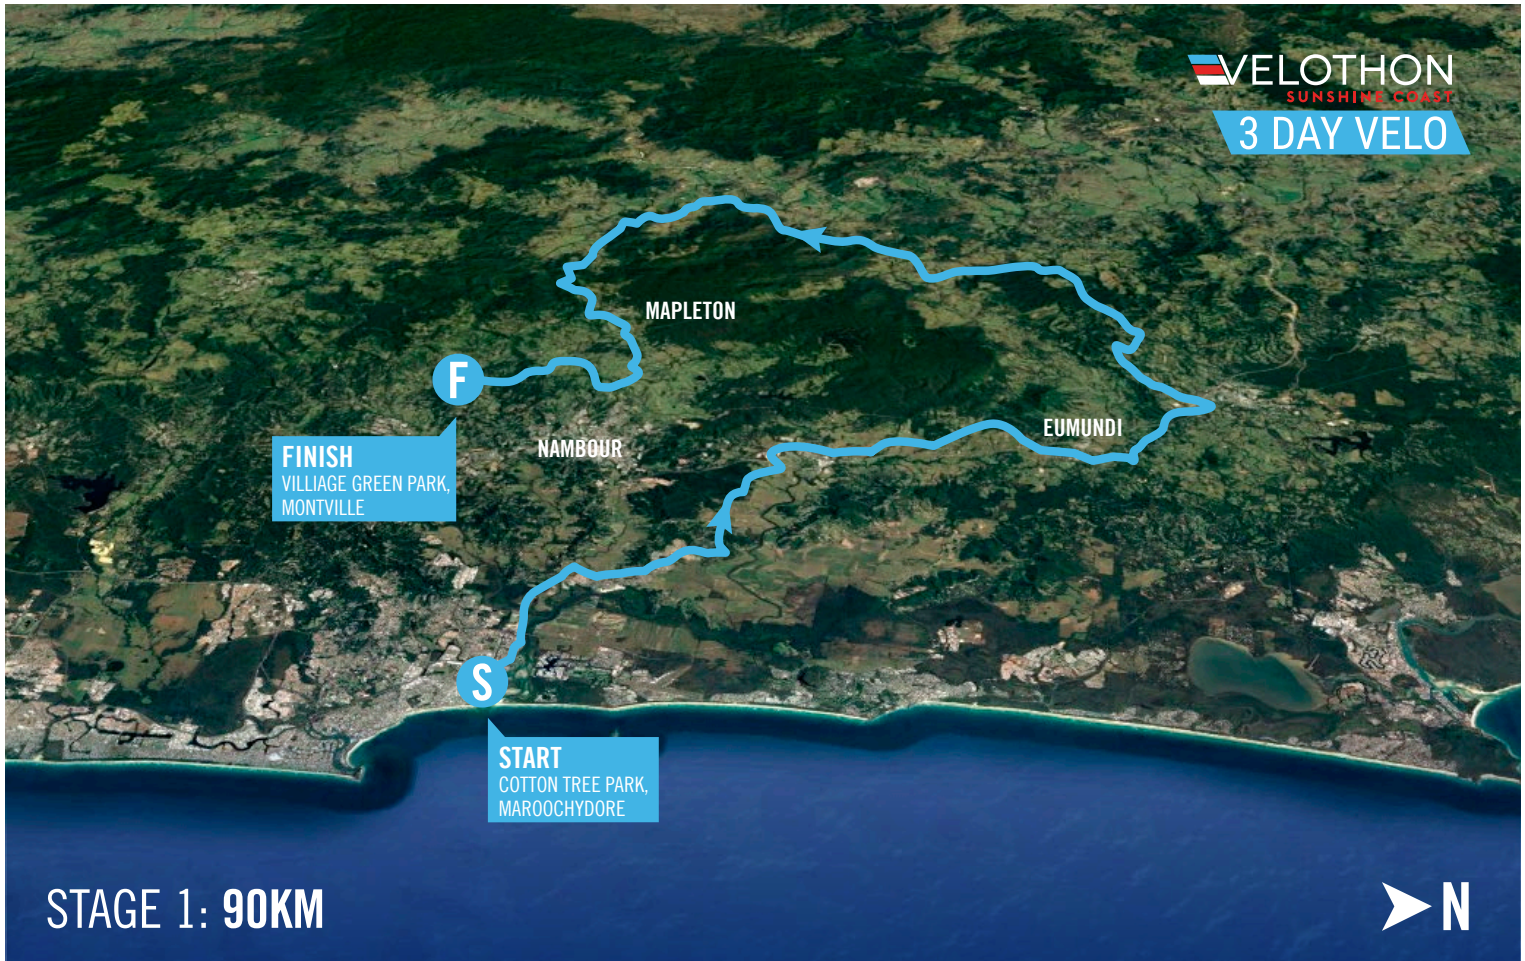 VELOTHON
SUNSHINE COAST
3 DAY VELO
MAPLETON
F
EUMUNDI
NAMBOUR
FINISH
VILLIAGE GREEN PARK,
MONTVILLE
S
START
COTTON TREE PARK,
MAROOCHYDORE
STAGE 1: 90KM
N